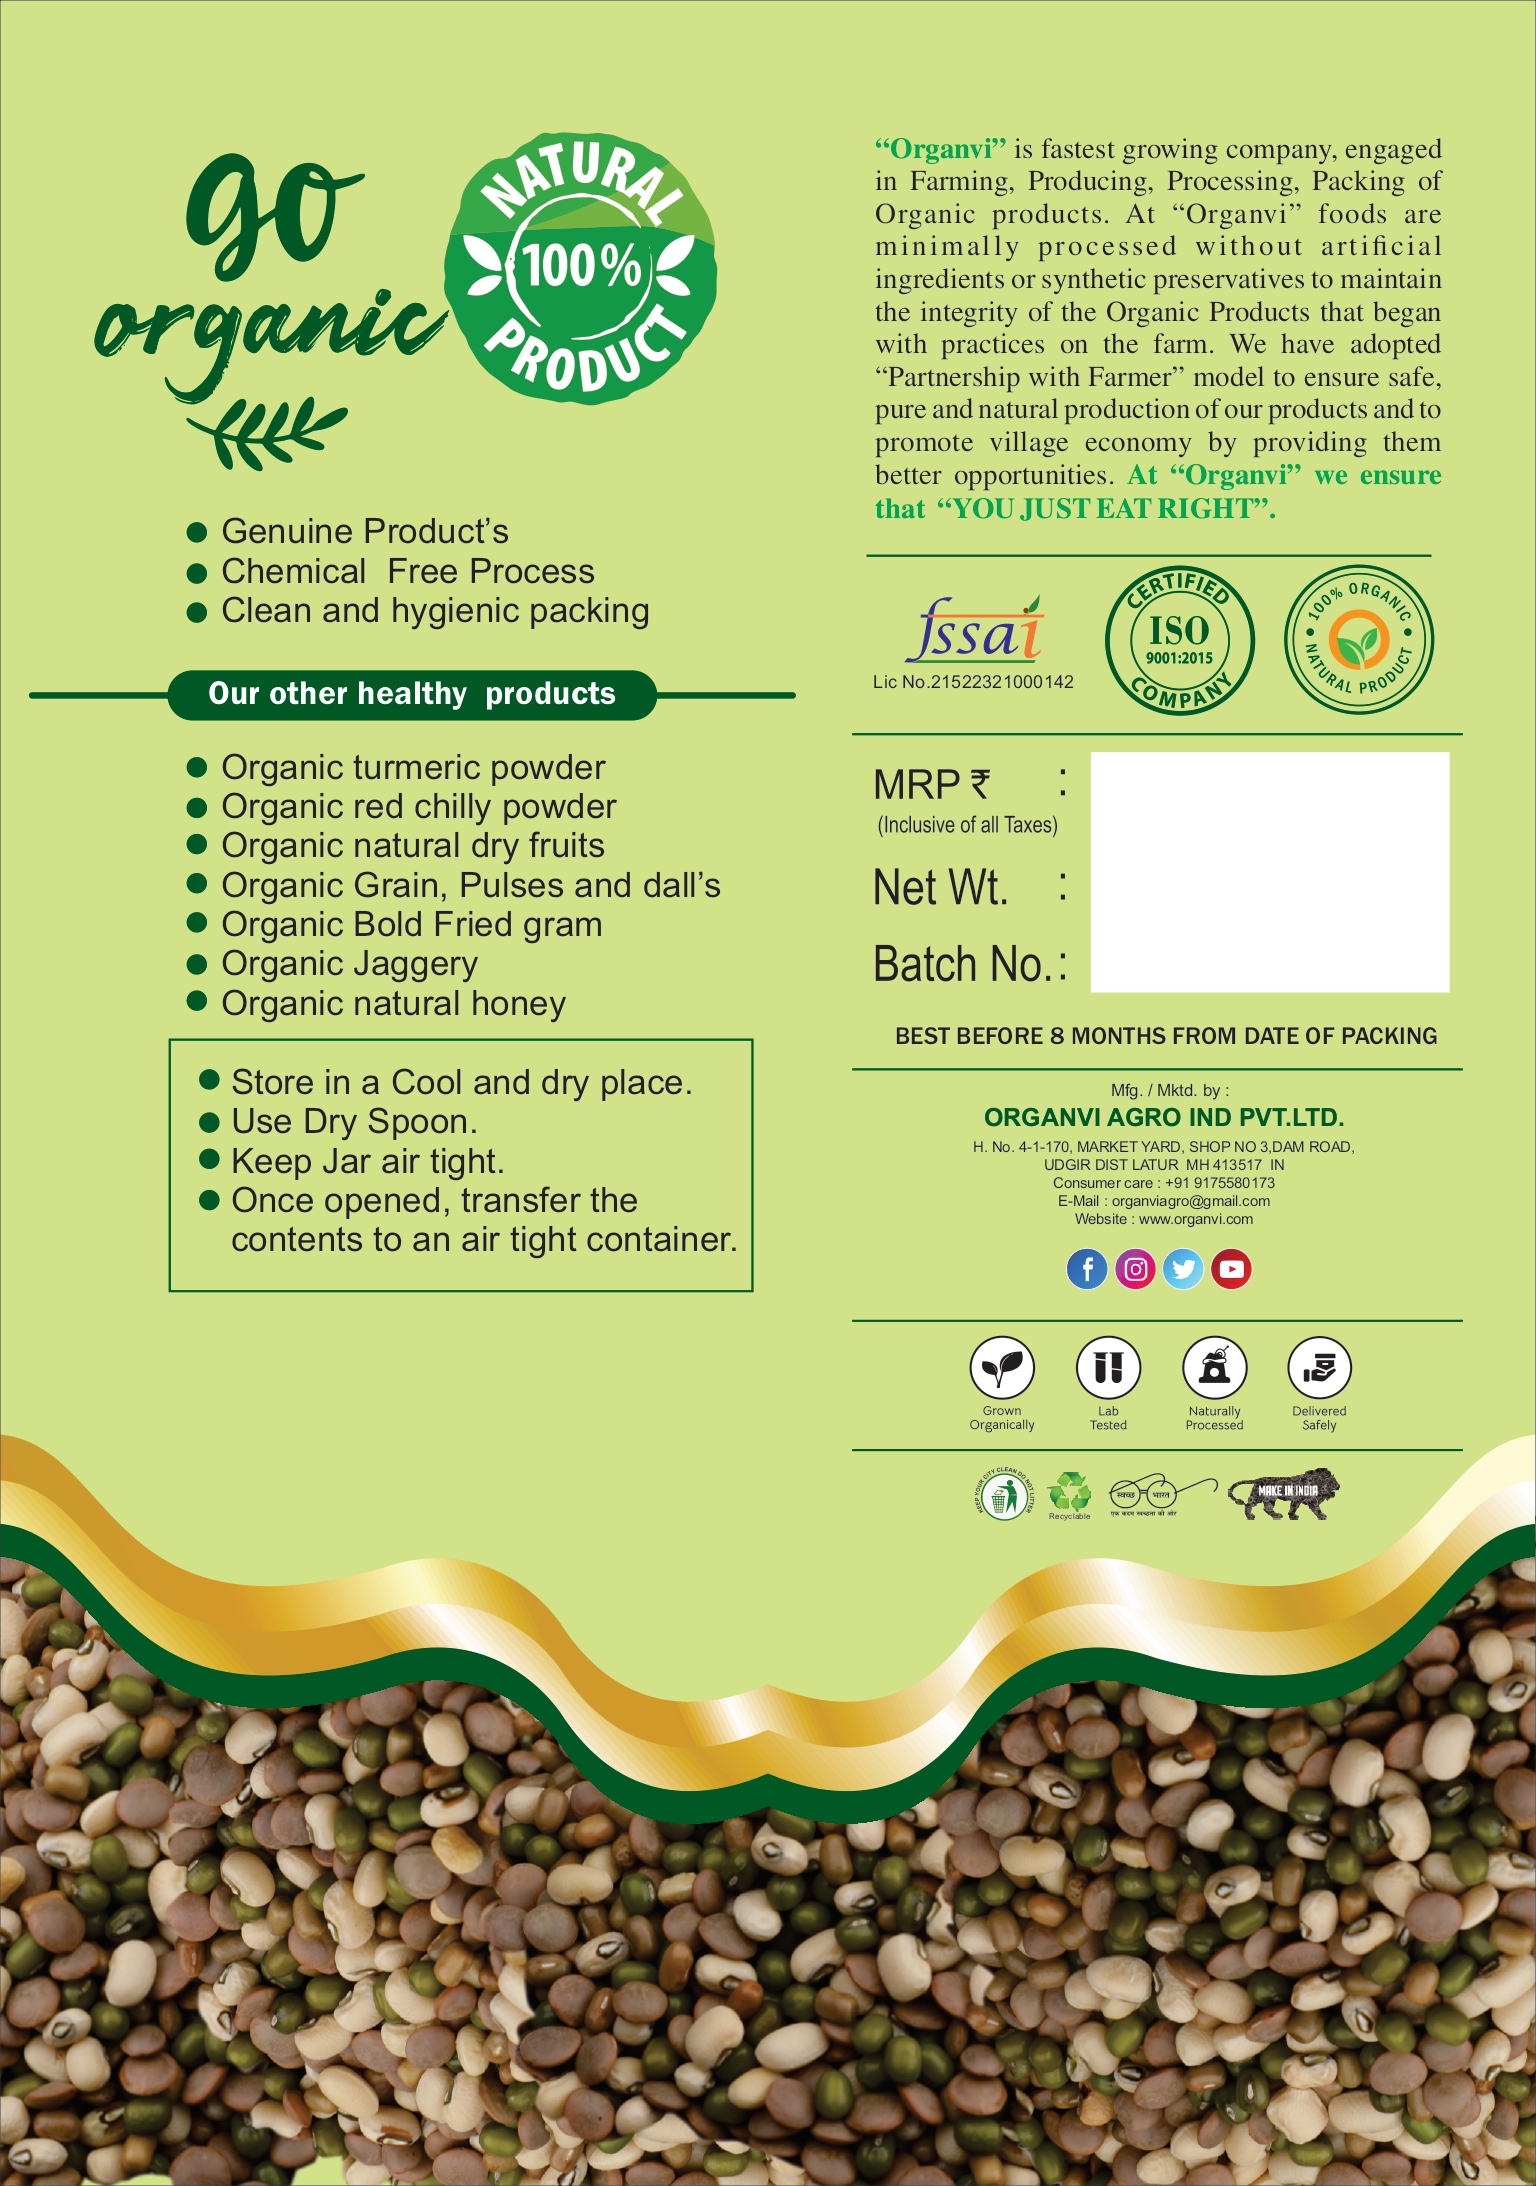 go
organic
NATURAL
100%
PRODUCT
Genuine Product's
Chemical Free Process
Clean and hygienic packing
Our other healthy products
Organic turmeric powder
Organic red chilly powder
Organic natural dry fruits
Organic Grain, Pulses and dall's
Organic Bold Fried gram
Organic Jaggery
Organic natural honey
Store in a Cool and dry place.
Use Dry Spoon.
Keep Jar air tight.
Once opened, transfer the
contents to an air tight container.
“Organvi” is fastest growing company, engaged
in Farming, Producing, Processing, Packing of
Organic products. At “Organvi” foods are
minimally processed without artificial
ingredients or synthetic preservatives to maintain
the integrity of the Organic Products that began
with practices on the farm. We have adopted
“Partnership with Farmer” model to ensure safe,
pure and natural production of our products and to
promote village economy by providing them
better opportunities. At “Organvi” we ensure
that “YOU JUST EAT RIGHT”.
fssai
Lic No.21522321000142
CERTIFIED
ISO
9001:2015
COMPANY
100% ORGANIC
NATURAL PRODUCT
MRP ₹ :
(Inclusive of all Taxes)
Net Wt. :
Batch No. :
BEST BEFORE 8 MONTHS FROM DATE OF PACKING
Mfg. / Mktd. by :
ORGANVI AGRO IND PVT.LTD.
H. No. 4-1-170, MARKET YARD, SHOP NO 3,DAM ROAD,
UDGIR DIST LATUR MH 413517 IN
Consumer care : +91 9175580173
E-Mail : organviagro@gmail.com
Website : www.organvi.com
Grown
Organically
Lab
Tested
Naturally
Processed
Delivered
Safely
KEEP YOUR CITY CLEAN DO NOT LITTER
Recyclable
स्वच्छ भारत
एक कदम स्वच्छता की ओर
MAKE IN INDIA